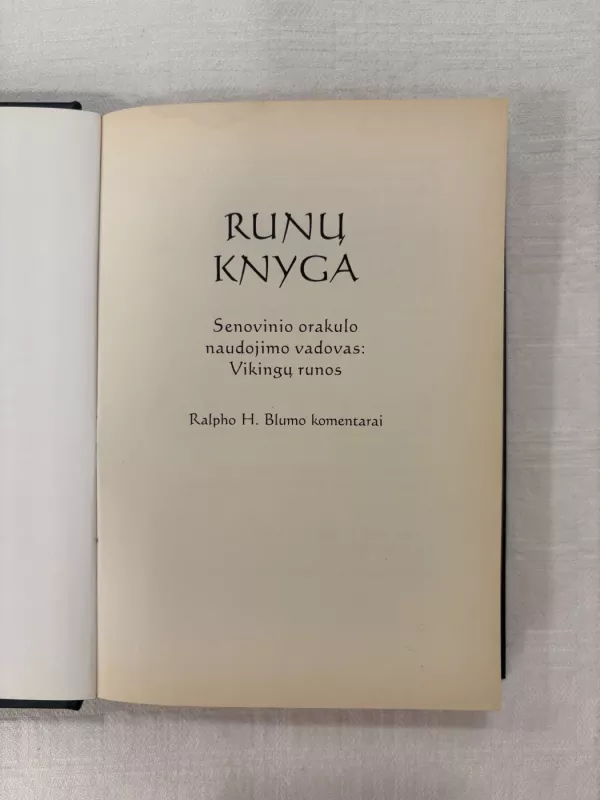 RUNŲ
KNYGA
Senovinio orakulo
naudojimo vadovas:
Vikingų runos
Ralpho H. Blumo komentarai